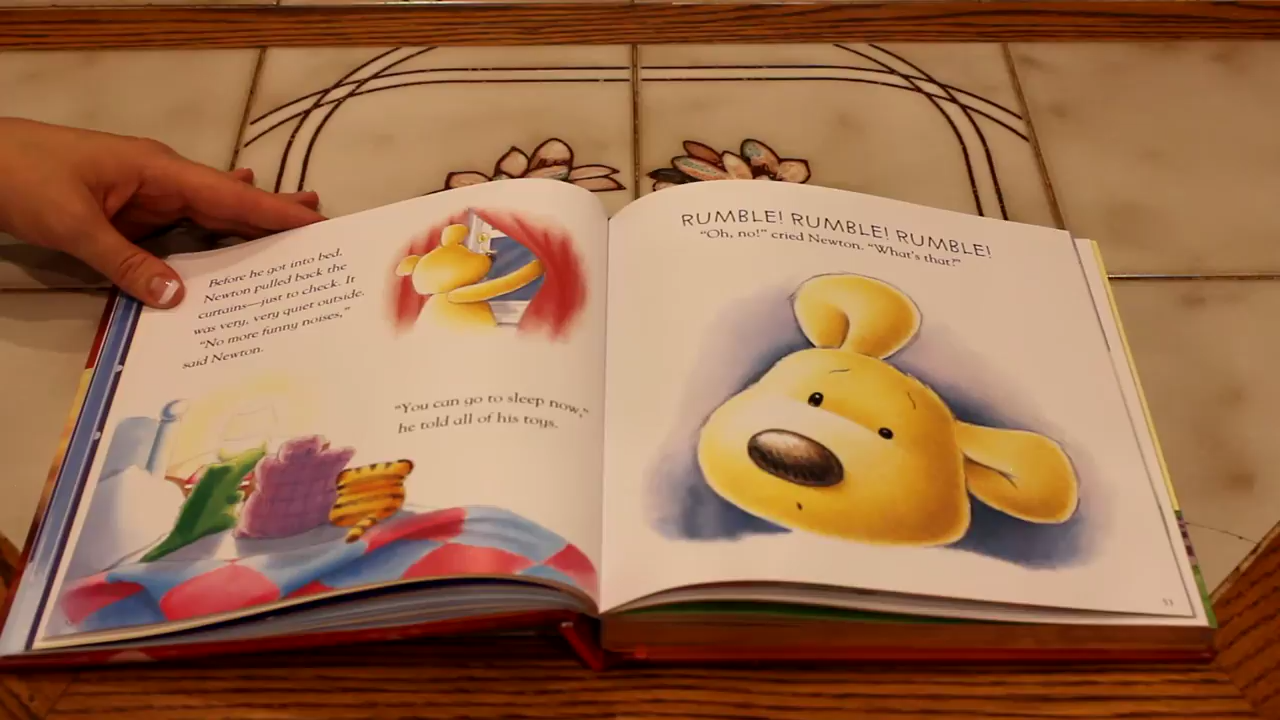 Before he got into bed,
Newton pulled back the
curtains—just to check. It
was very, very quiet outside.
"No more funny noises,"
said Newton.
"You can go to sleep now,"
he told all of his toys.
RUMBLE! RUMBLE! RUMBLE!
"Oh, no!" cried Newton. "What's that?"
53